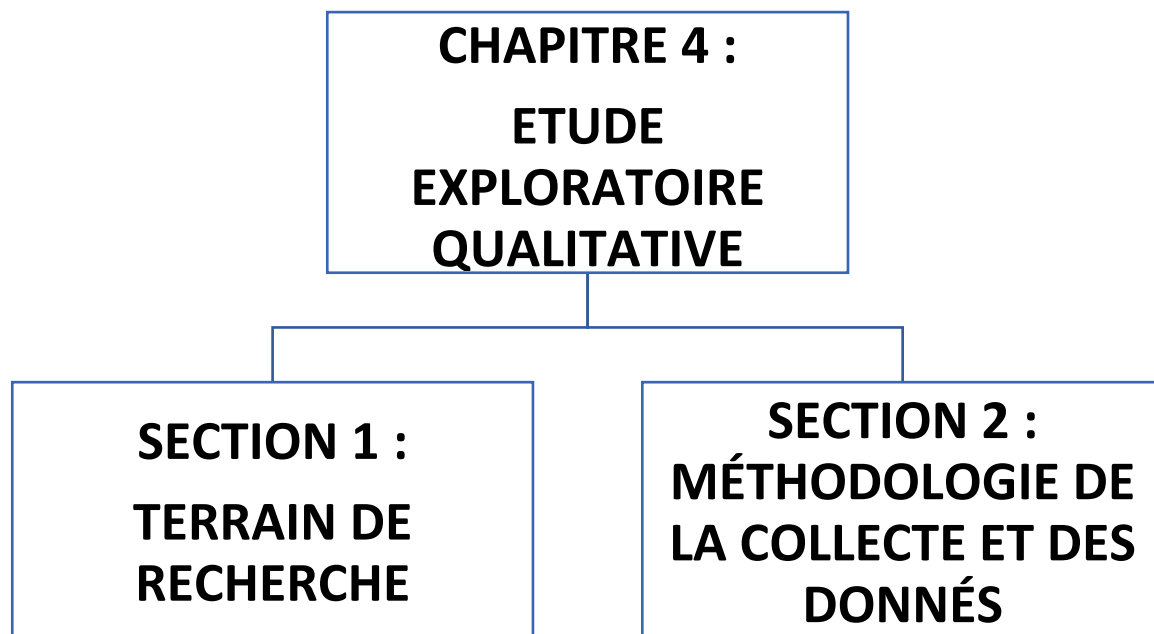 CHAPITRE 4 :
ETUDE
EXPLORATOIRE
QUALITATIVE
SECTION 1 :
TERRAIN DE
RECHERCHE
SECTION 2 :
MÉTHODOLOGIE DE
LA COLLECTE ET DES
DONNÉS